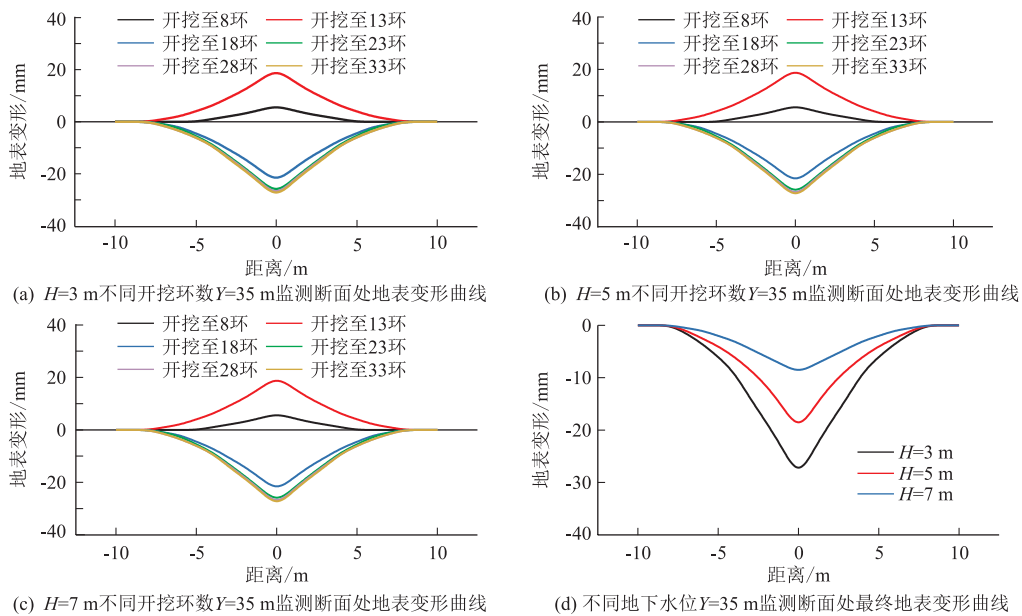 40
20
0
-20
-40
地表变形/mm
开挖至8环
开挖至13环
开挖至18环
开挖至23环
开挖至28环
开挖至33环
-10
-5
0
5
10
距离/m
(a) H=3 m不同开挖环数Y=35 m监测断面处地表变形曲线
40
20
0
-20
-40
地表变形/mm
开挖至8环
开挖至13环
开挖至18环
开挖至23环
开挖至28环
开挖至33环
-10
-5
0
5
10
距离/m
(b) H=5 m不同开挖环数Y=35 m监测断面处地表变形曲线
40
20
0
-20
-40
地表变形/mm
开挖至8环
开挖至13环
开挖至18环
开挖至23环
开挖至28环
开挖至33环
-10
-5
0
5
10
距离/m
(c) H=7 m不同开挖环数Y=35 m监测断面处地表变形曲线
0
-10
-20
-30
-40
地表变形/mm
H=3 m
H=5 m
H=7 m
-10
-5
0
5
10
距离/m
(d) 不同地下水位Y=35 m监测断面处最终地表变形曲线